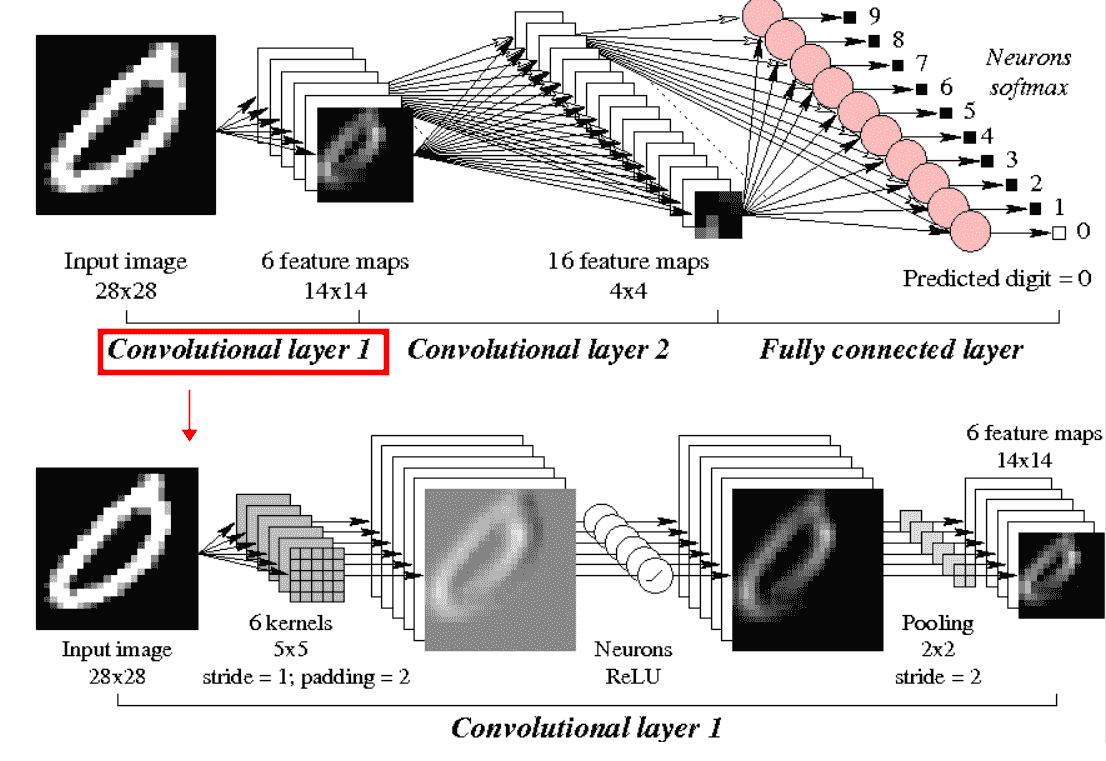 9
8
7
6
5
4
3
2
1
0
Neurons
softmax
Input image
28x28
6 feature maps
14x14
16 feature maps
4x4
Predicted digit = 0
Convolutional layer 1
Convolutional layer 2
Fully connected layer
6 feature maps
14x14
Input image
28x28
6 kernels
5x5
stride = 1; padding = 2
Neurons
ReLU
Pooling
2x2
stride = 2
Convolutional layer 1